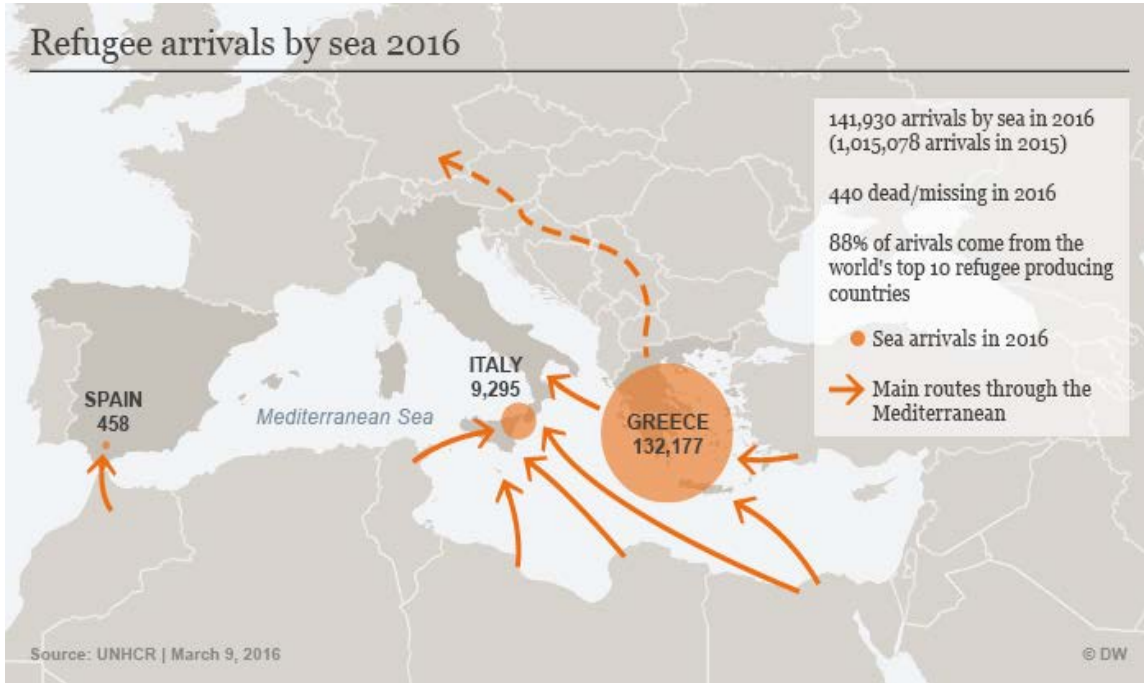 Refugee arrivals by sea 2016
141,930 arrivals by sea in 2016
(1,015,078 arrivals in 2015)
440 dead/missing in 2016
88% of arivals come from the
world's top 10 refugee producing
countries
Sea arrivals in 2016
Main routes through the
Mediterranean
ITALY
9,295
SPAIN
458
Mediterranean Sea
GREECE
132,177
Source: UNHCR | March 9, 2016
© DW